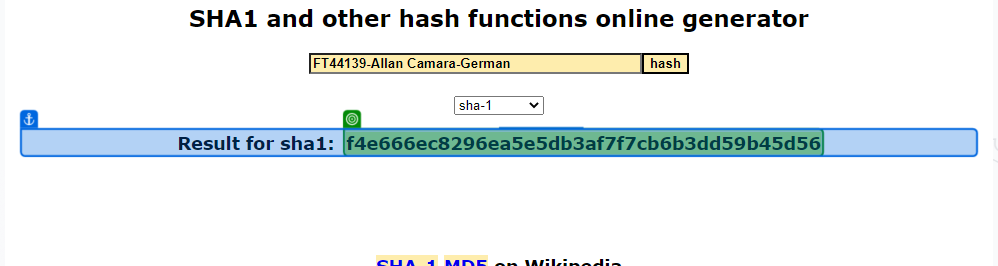 SHA1 and other hash functions online generator
FT44139-Allan Camara-German hash
sha-1
Result for sha1: f4e666ec8296ea5e5db3af7f7cb6b3dd59b45d56
SHA-1 MD5 on Wikipedia